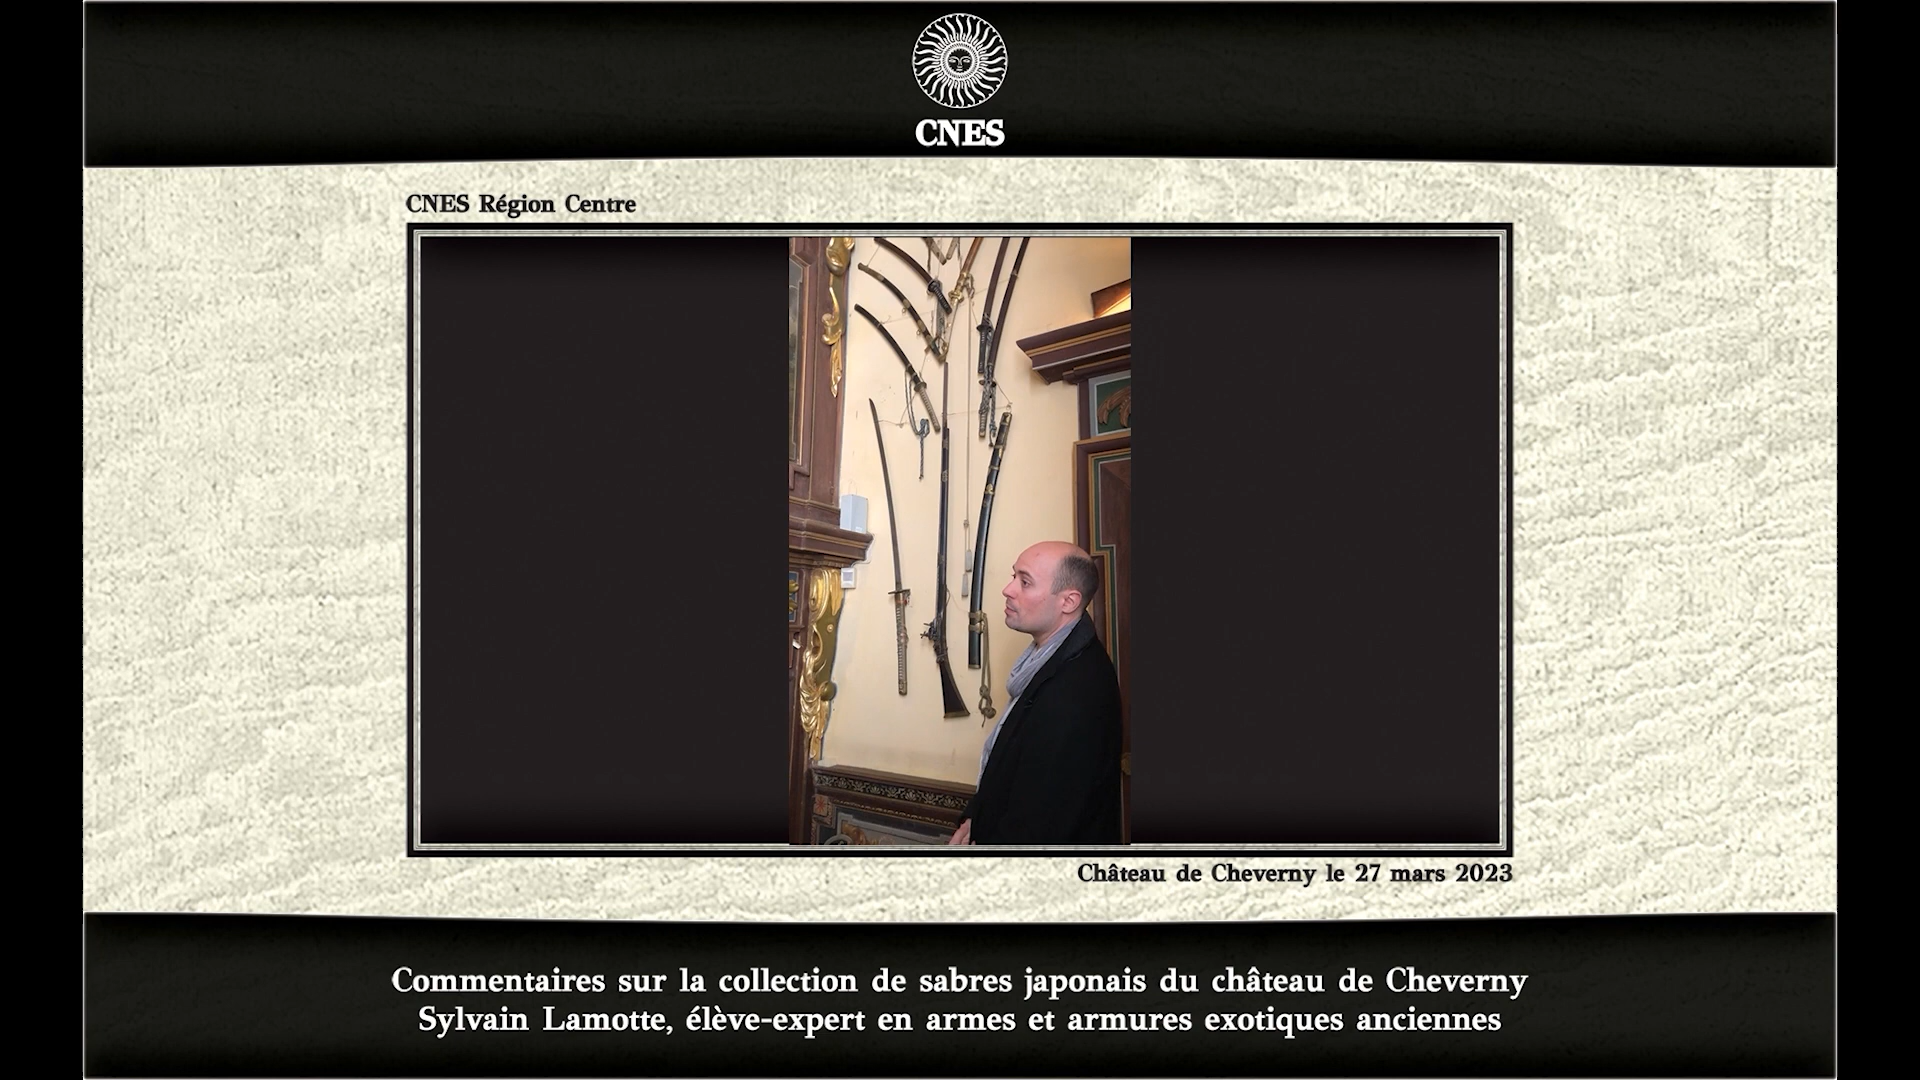 CNES
CNES Région Centre
Château de Cheverny le 27 mars 2023
Commentaires sur la collection de sabres japonais du château de Cheverny
Sylvain Lamotte, élève-expert en armes et armures exotiques anciennes